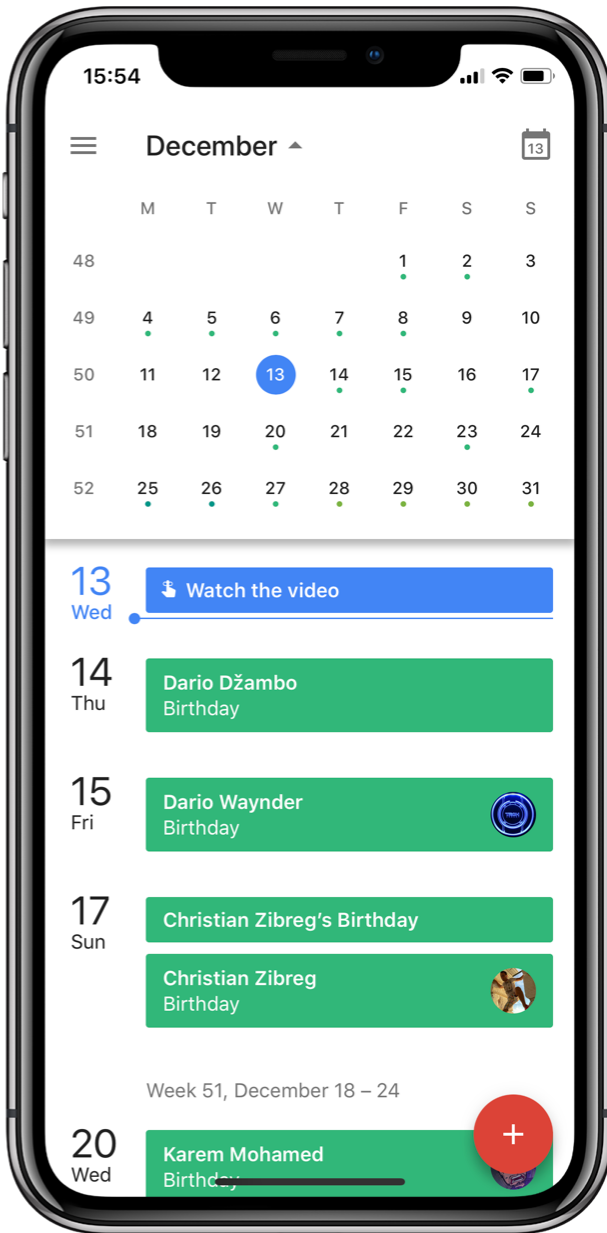 15:54
December
13
M T W T F S S
48 1 2 3
49 4 5 6 7 8 9 10
50 11 12 13 14 15 16 17
51 18 19 20 21 22 23 24
52 25 26 27 28 29 30 31
13
Wed
Watch the video
14
Thu
Dario Džambo
Birthday
15
Fri
Dario Waynder
Birthday
17
Sun
Christian Zibreg’s Birthday
Christian Zibreg
Birthday
Week 51, December 18 – 24
20
Wed
Karem Mohamed
Birthday
+